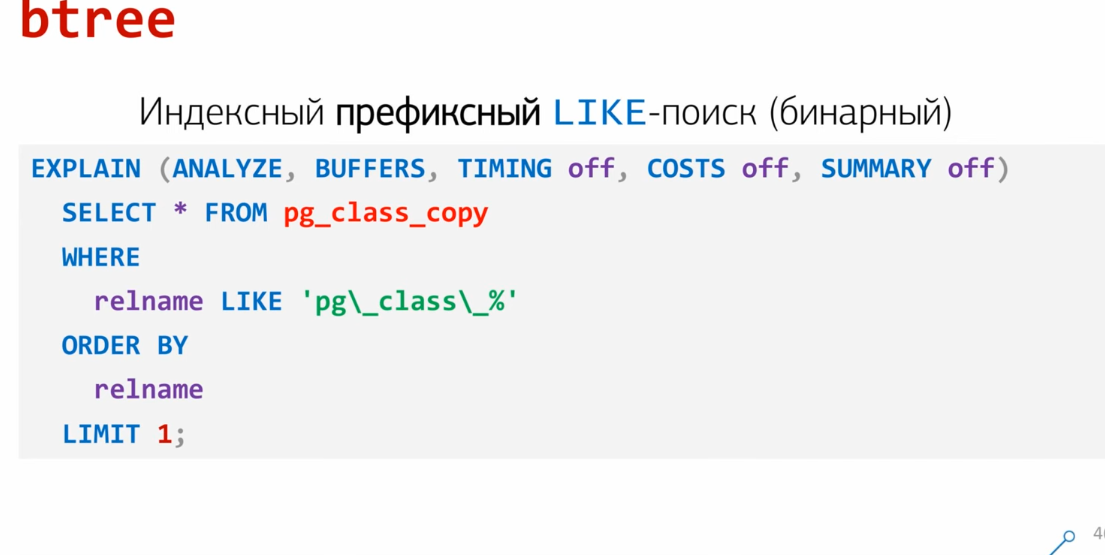 btree
Индексный префиксный LIKE-поиск (бинарный)
EXPLAIN (ANALYZE, BUFFERS, TIMING off, COSTS off, SUMMARY off)
SELECT * FROM pg_class_copy
WHERE
relname LIKE 'pg\_class\_%'
ORDER BY
relname
LIMIT 1;